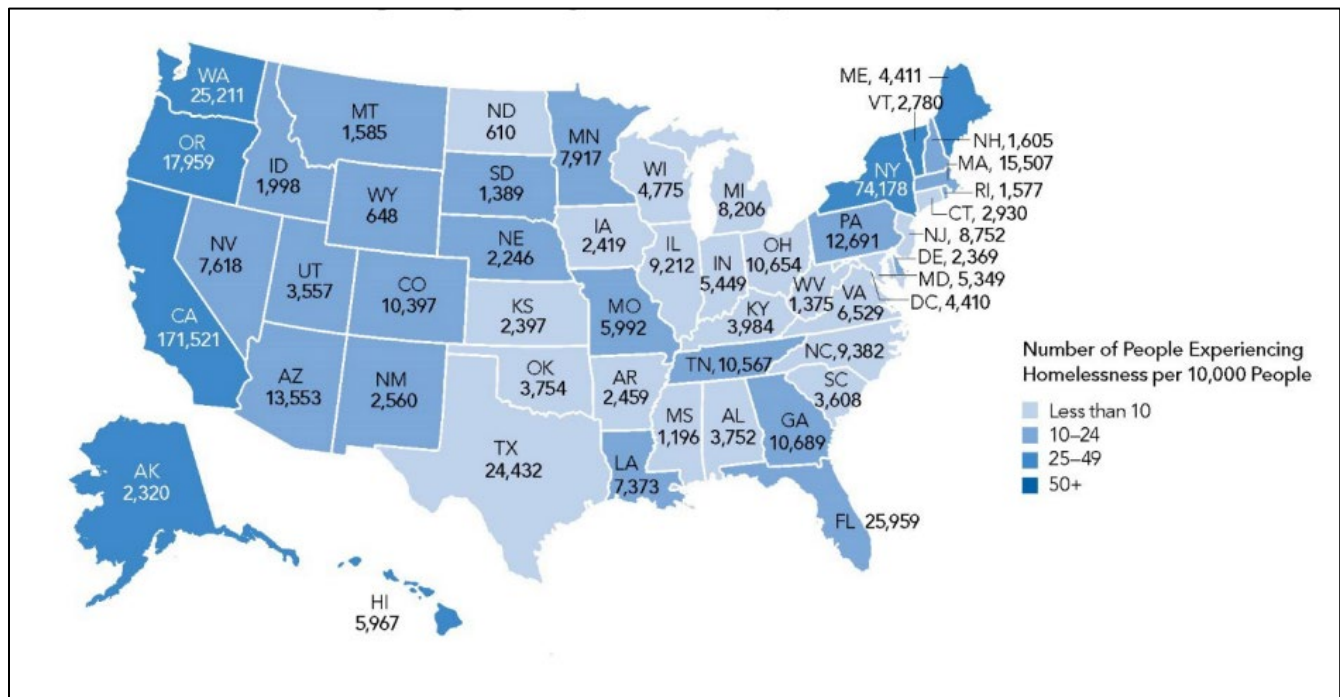 WA
25,211
OR
17,959
CA
171,521
ID
1,998
NV
7,618
MT
1,585
WY
648
UT
3,557
AZ
13,553
CO
10,397
NM
2,560
ND
610
SD
1,389
NE
2,246
KS
2,397
OK
3,754
TX
24,432
MN
7,917
IA
2,419
MO
5,992
AR
2,459
LA
7,373
WI
4,775
IL
9,212
MI
8,206
IN
5,449
OH
10,654
KY
3,984
TN, 10,567
MS
1,196
AL
3,752
GA
10,689
FL 25,959
SC
3,608
NC, 9,382
VA
6,529
WV
1,375
PA
12,691
NY
74,178
ME, 4,411
VT, 2,780
NH, 1,605
MA, 15,507
RI, 1,577
CT, 2,930
NJ, 8,752
DE, 2,369
MD, 5,349
DC, 4,410
AK
2,320
HI
5,967
Number of People Experiencing
Homelessness per 10,000 People
Less than 10
10–24
25–49
50+